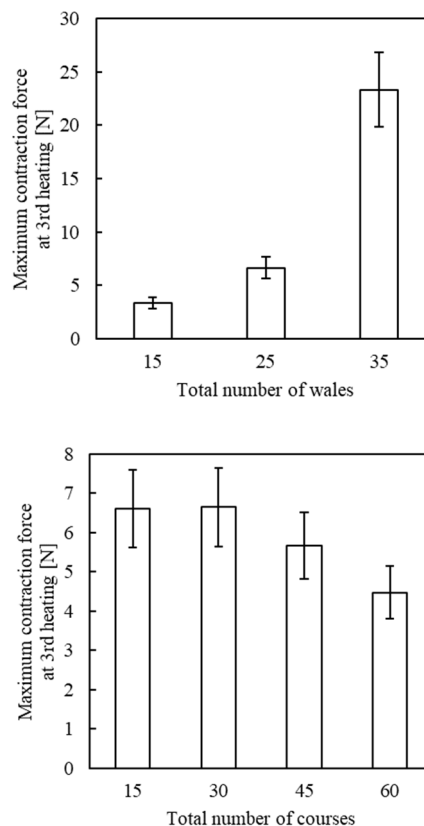 Maximum contraction force
at 3rd heating [N]
30
25
20
15
10
5
0
15 25 35
Total number of wales
Maximum contraction force
at 3rd heating [N]
8
7
6
5
4
3
2
1
0
15 30 45 60
Total number of courses